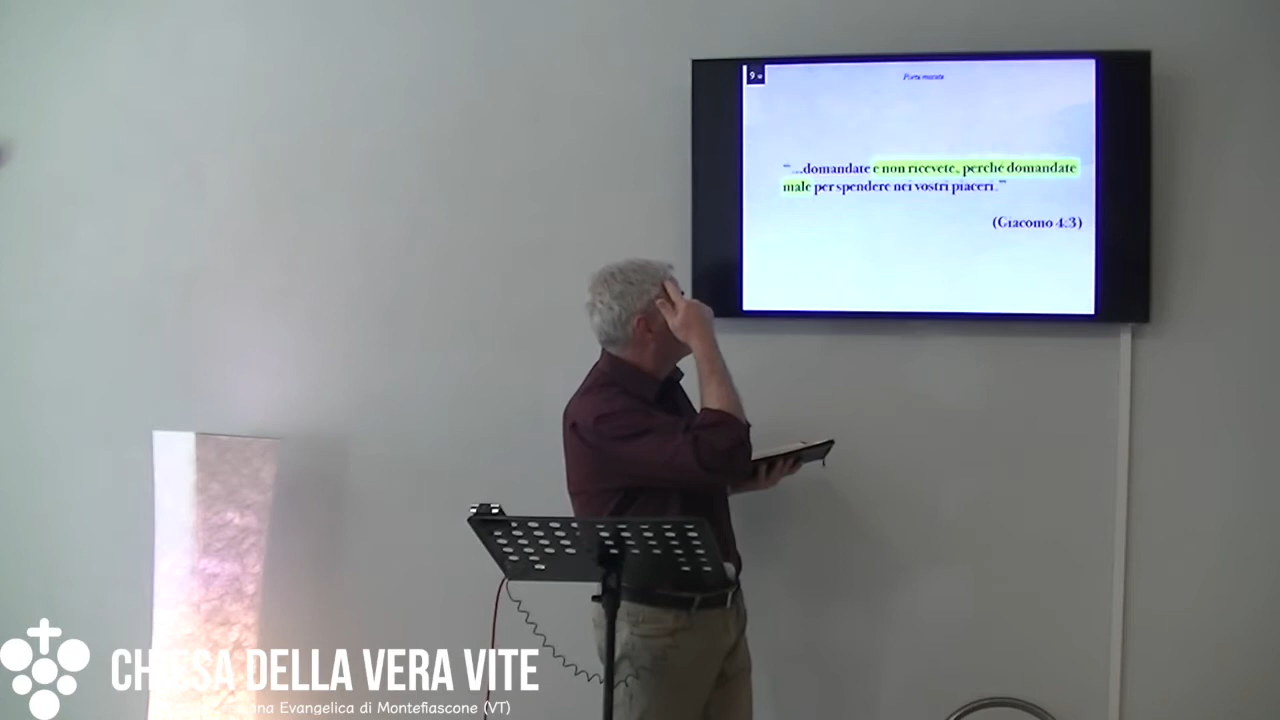 9
"...domandate e non ricevete, perché domandate
male per spendere nei vostri piaceri."
(Giacomo 4:3)
CHIESA DELLA VERA VITE
Evangelica di Montefiascone (VT)